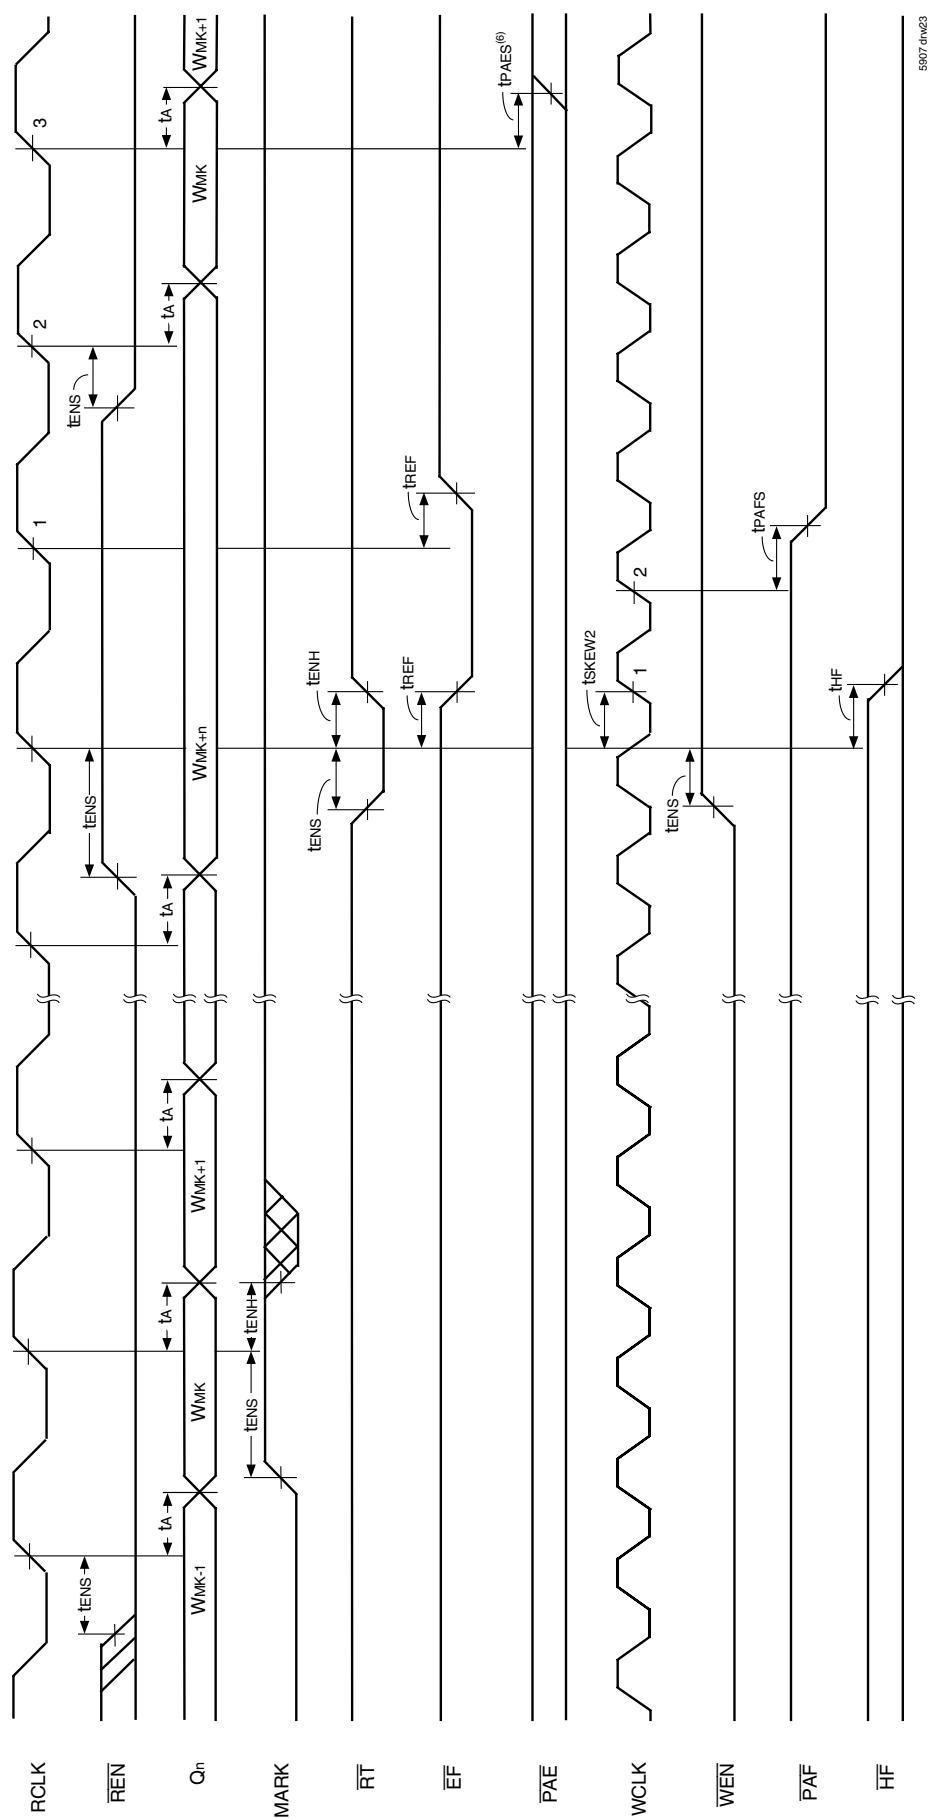 RCLK
1
2
3
REN
tENS
tENS
tENS
Qn
WMK-1
tA
WMK
tA
WMK+1
tA
tA
WMK+n
tA
WMK
tA
WMK+1
MARK
tENS
tENH
RT
tENS
tENH
EF
tREF
tREF
PAE
tPAES(6)
WCLK
tSKEW2
1
2
WEN
tENS
PAF
tPAFS
HF
tHF
5907 drw23